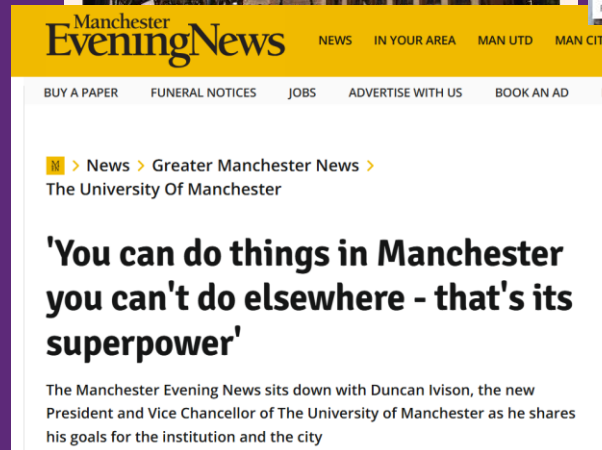 Manchester
EveningNews
NEWS IN YOUR AREA MAN UTD MAN CIT
BUY A PAPER FUNERAL NOTICES JOBS ADVERTISE WITH US BOOK AN AD
M > News > Greater Manchester News >
The University Of Manchester
'You can do things in Manchester
you can't do elsewhere - that's its
superpower'
The Manchester Evening News sits down with Duncan Ivison, the new
President and Vice Chancellor of The University of Manchester as he shares
his goals for the institution and the city